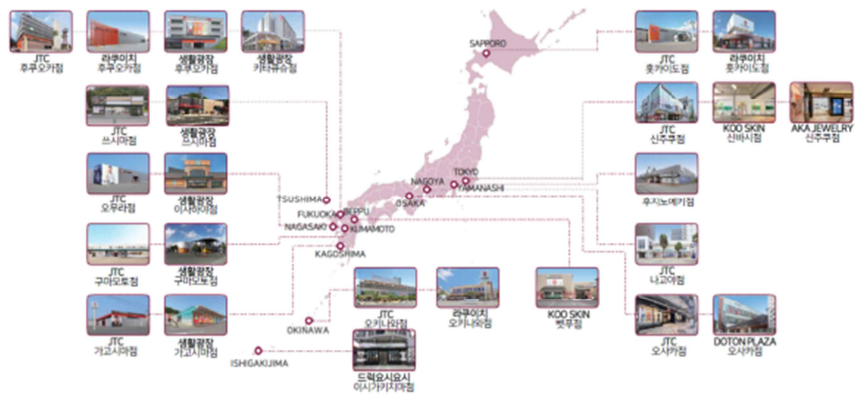 JTC
후쿠오카점
라쿠이치
후쿠오카점
생활광장
후쿠오카점
생활광장
키타큐슈점
JTC
쓰시마점
생활광장
쓰시마점
JTC
오무라점
생활광장
이사하야점
JTC
구마모토점
생활광장
구마모토점
JTC
가고시마점
생활광장
가고시마점
SAPPORO
TOKYO
NAGOYA
YAMANASHI
OSAKA
TSUSHIMA
FUKUOKA
BEPPU
NAGASAKI
KUMAMOTO
KAGOSHIMA
OKINAWA
ISHIGAKIJIMA
JTC
오키나와점
라쿠이치
오키나와점
드럭요시요시
이시가키지마점
KOO SKIN
벳푸점
JTC
홋카이도점
라쿠이치
홋카이도점
JTC
신주쿠점
KOO SKIN
신바시점
AKA JEWELRY
신주쿠점
후지노에키점
JTC
나고야점
JTC
오사카점
DOTON PLAZA
오사카점